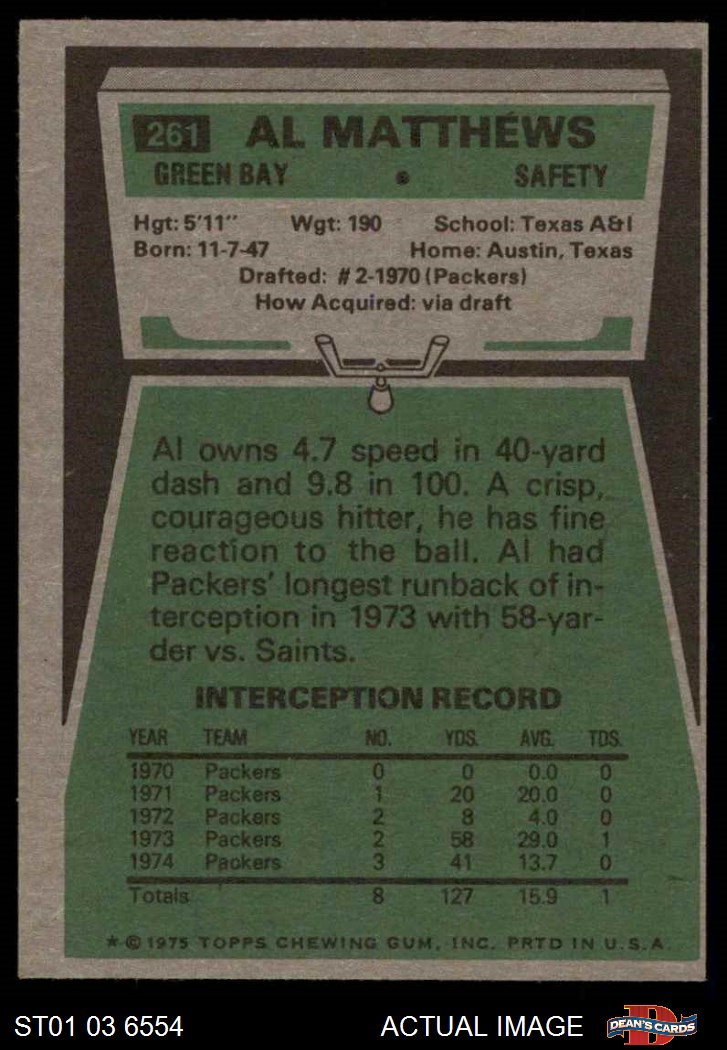 261 AL MATTHEWS
GREEN BAY • SAFETY
Hgt: 5'11" Wgt: 190 School: Texas A&I
Born: 11-7-47 Home: Austin, Texas
Drafted: #2-1970 (Packers)
How Acquired: via draft
Al owns 4.7 speed in 40-yard
dash and 9.8 in 100. A crisp,
courageous hitter, he has fine
reaction to the ball. Al had
Packers' longest runback of in-
terception in 1973 with 58-yar-
der vs. Saints.
INTERCEPTION RECORD
YEAR TEAM NO. YDS. AVG. TDS.
1970 Packers 0 0 0.0 0
1971 Packers 1 20 20.0 0
1972 Packers 2 8 4.0 0
1973 Packers 2 58 29.0 1
1974 Packers 3 41 13.7 0
Totals 8 127 15.9 1
★ © 1975 TOPPS CHEWING GUM, INC. PRTD IN U.S.A.
ST01 03 6554 ACTUAL IMAGE D DEAN'S CARDS